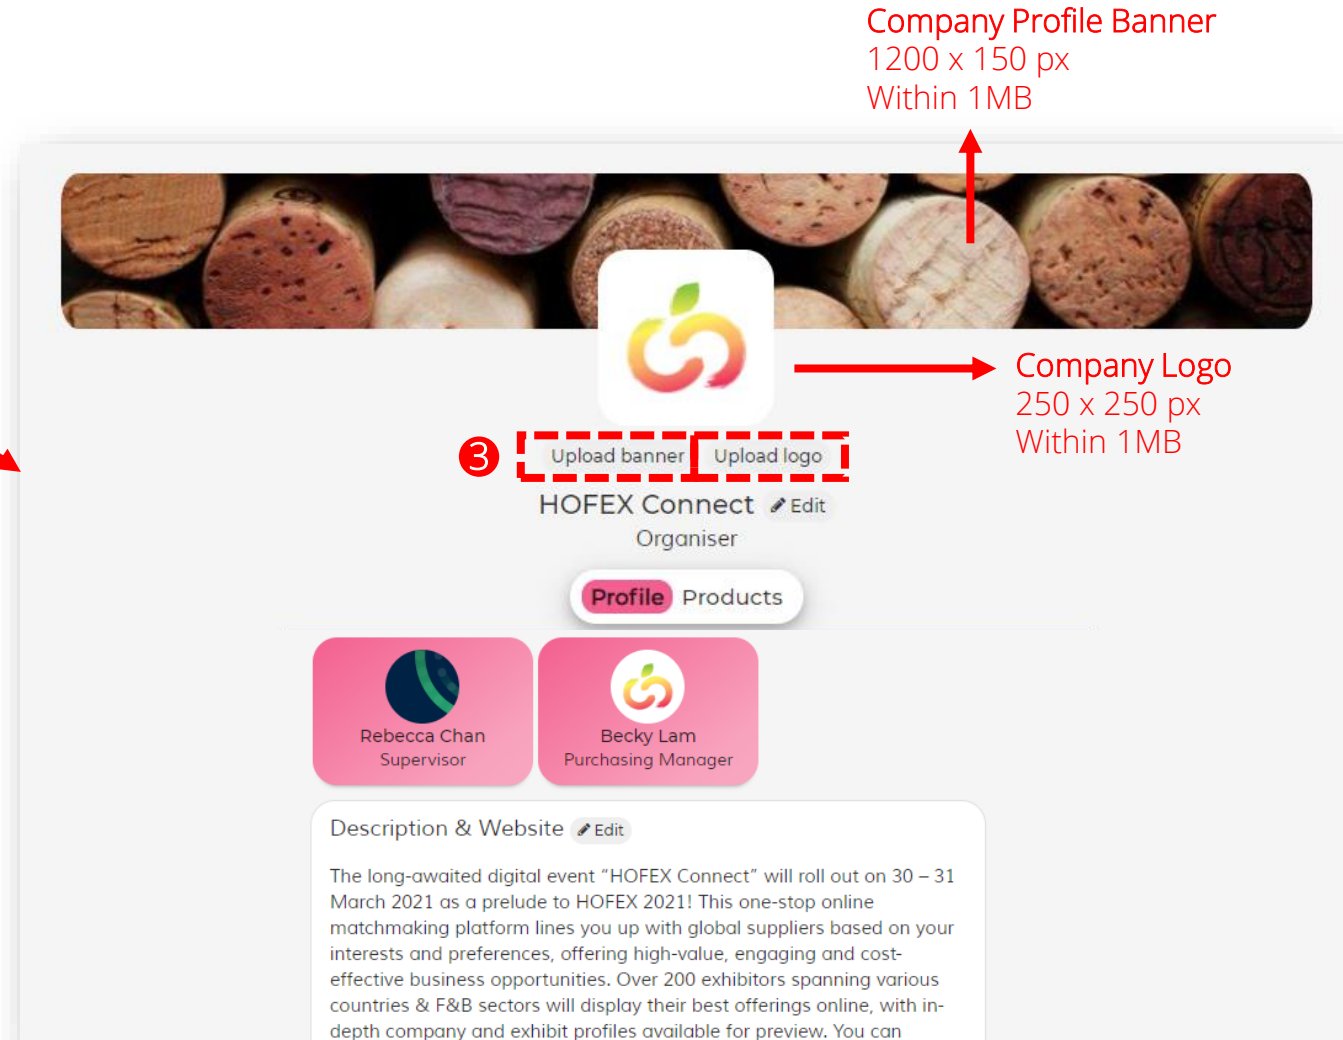 Company Profile Banner
1200 x 150 px
Within 1MB
Company Logo
250 x 250 px
Within 1MB
3
Upload banner
Upload logo
HOFEX Connect Edit
Organiser
Profile Products
Rebecca Chan
Supervisor
Becky Lam
Purchasing Manager
Description & Website Edit
The long-awaited digital event “HOFEX Connect” will roll out on 30 – 31
March 2021 as a prelude to HOFEX 2021! This one-stop online
matchmaking platform lines you up with global suppliers based on your
interests and preferences, offering high-value, engaging and cost-
effective business opportunities. Over 200 exhibitors spanning various
countries & F&B sectors will display their best offerings online, with in-
depth company and exhibit profiles available for preview. You can